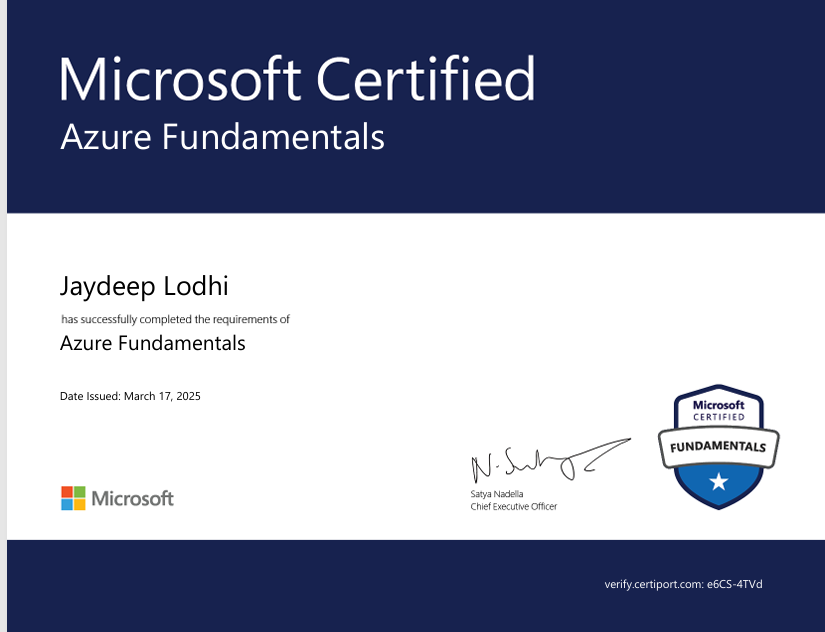 Microsoft Certified
Azure Fundamentals
Jaydeep Lodhi
has successfully completed the requirements of
Azure Fundamentals
Date Issued: March 17, 2025
Microsoft
CERTIFIED
FUNDAMENTALS
Satya Nadella
Chief Executive Officer
Microsoft
verify.certiport.com: e6CS-4TVd